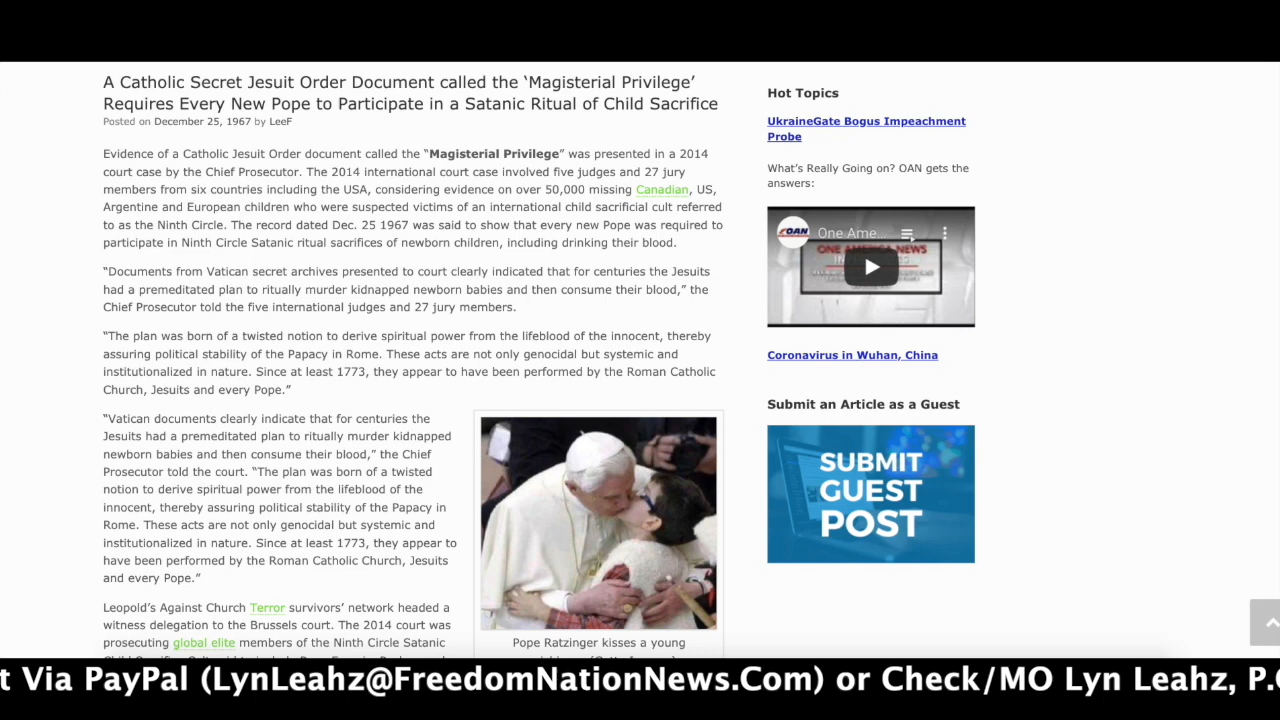 A Catholic Secret Jesuit Order Document called the ‘Magisterial Privilege’
Requires Every New Pope to Participate in a Satanic Ritual of Child Sacrifice
Posted on December 25, 1967 by LeeF
Evidence of a Catholic Jesuit Order document called the “Magisterial Privilege” was presented in a 2014
court case by the Chief Prosecutor. The 2014 international court case involved five judges and 27 jury
members from six countries including the USA, considering evidence on over 50,000 missing Canadian, US,
Argentine and European children who were suspected victims of an international child sacrificial cult referred
to as the Ninth Circle. The record dated Dec. 25 1967 was said to show that every new Pope was required to
participate in Ninth Circle Satanic ritual sacrifices of newborn children, including drinking their blood.
“Documents from Vatican secret archives presented to court clearly indicated that for centuries the Jesuits
had a premeditated plan to ritually murder kidnapped newborn babies and then consume their blood,” the
Chief Prosecutor told the five international judges and 27 jury members.
“The plan was born of a twisted notion to derive spiritual power from the lifeblood of the innocent, thereby
assuring political stability of the Papacy in Rome. These acts are not only genocidal but systemic and
institutionalized in nature. Since at least 1773, they appear to have been performed by the Roman Catholic
Church, Jesuits and every Pope.”
“Vatican documents clearly indicate that for centuries the
Jesuits had a premeditated plan to ritually murder kidnapped
newborn babies and then consume their blood,” the Chief
Prosecutor told the court. “The plan was born of a twisted
notion to derive spiritual power from the lifeblood of the
innocent, thereby assuring political stability of the Papacy in
Rome. These acts are not only genocidal but systemic and
institutionalized in nature. Since at least 1773, they appear to
have been performed by the Roman Catholic Church, Jesuits
and every Pope.”
Leopold’s Against Church Terror survivors’ network headed a
witness delegation to the Brussels court. The 2014 court was
prosecuting global elite members of the Ninth Circle Satanic
Pope Ratzinger kisses a young
Hot Topics
UkraineGate Bogus Impeachment
Probe
What’s Really Going on? OAN gets the
answers:
OAN One Ame...
ONE AMERICA NEWS
Coronavirus in Wuhan, China
Submit an Article as a Guest
SUBMIT
GUEST
POST
t Via PayPal (LynLeahz@FreedomNationNews.Com) or Check/MO Lyn Leahz, P.